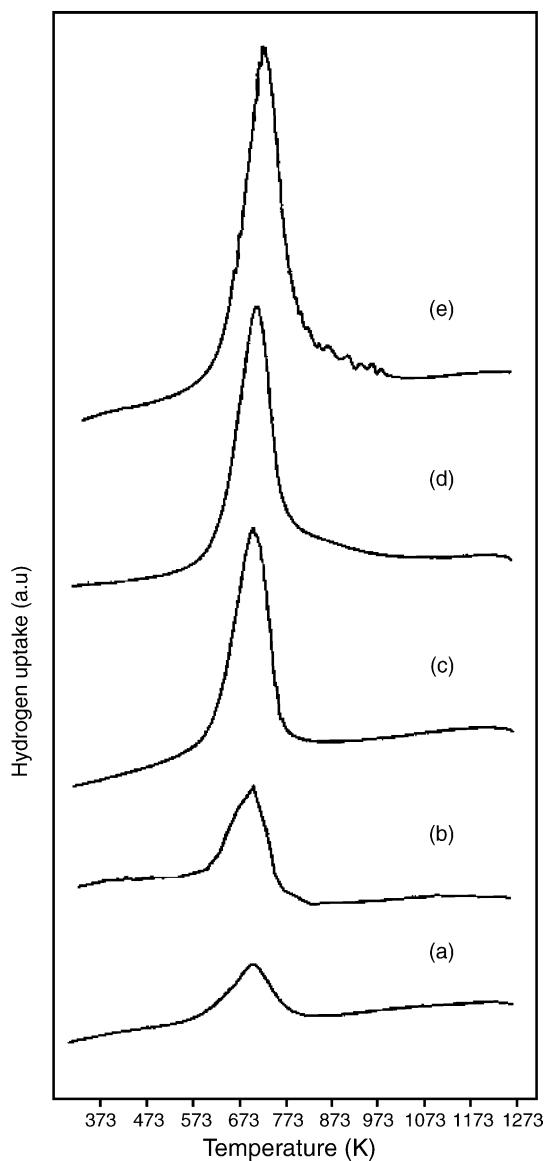 (e)
(d)
(c)
(b)
(a)
Hydrogen uptake (a.u)
373 473 573 673 773 873 973 1073 1173 1273
Temperature (K)